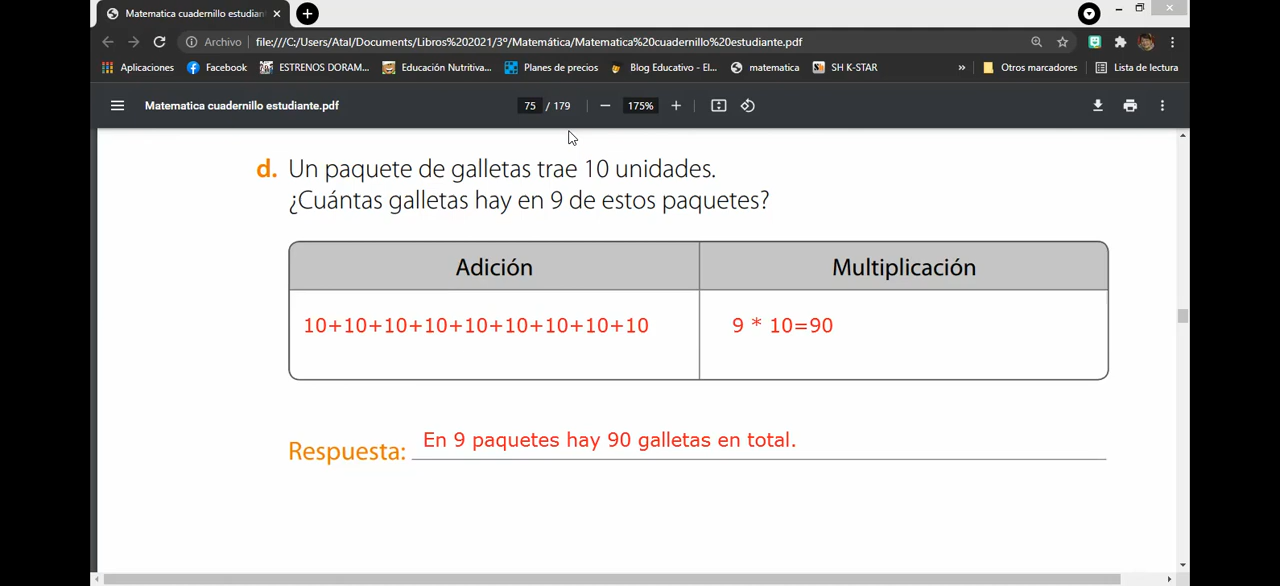 Matematica cuadernillo estudian
Archivo file:///C:/Users/Atal/Documents/Libros%202021/3°/Matemática/Matematica%20cuadernillo%20estudiante.pdf
Aplicaciones Facebook ESTRENOS DORAM... Educación Nutritiva... Planes de precios Blog Educativo - El... matematica SH K-STAR » Otros marcadores Lista de lectura
Matematica cuadernillo estudiante.pdf 75 / 179 175%
d. Un paquete de galletas trae 10 unidades.
¿Cuántas galletas hay en 9 de estos paquetes?
Adición Multiplicación
10+10+10+10+10+10+10+10+10 9 * 10=90
Respuesta: En 9 paquetes hay 90 galletas en total.